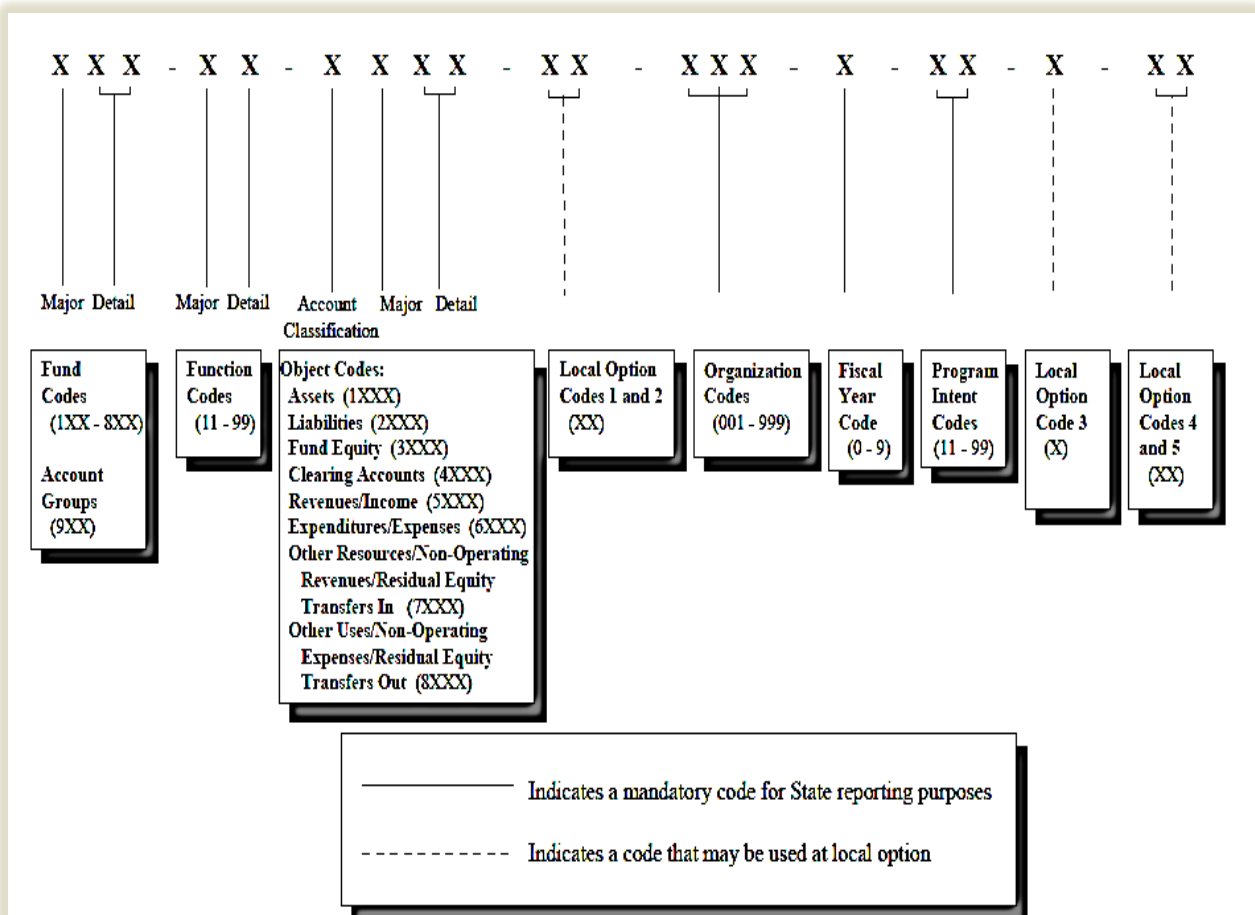 X X X - X X - X X X X - X X - X X X - X - X X - X - X X
Major Detail Major Detail Account Classification Major Detail
Fund
Codes
(1XX - 8XX)
Account
Groups
(9XX)
Function
Codes
(11 - 99)
Object Codes:
Assets (1XXX)
Liabilities (2XXX)
Fund Equity (3XXX)
Clearing Accounts (4XXX)
Revenues/Income (5XXX)
Expenditures/Expenses (6XXX)
Other Resources/Non-Operating
Revenues/Residual Equity
Transfers In (7XXX)
Other Uses/Non-Operating
Expenses/Residual Equity
Transfers Out (8XXX)
Local Option
Codes 1 and 2
(XX)
Organization
Codes
(001 - 999)
Fiscal
Year
Code
(0 - 9)
Program
Intent
Codes
(11 - 99)
Local
Option
Code 3
(X)
Local
Option
Codes 4
and 5
(XX)
Indicates a mandatory code for State reporting purposes
Indicates a code that may be used at local option